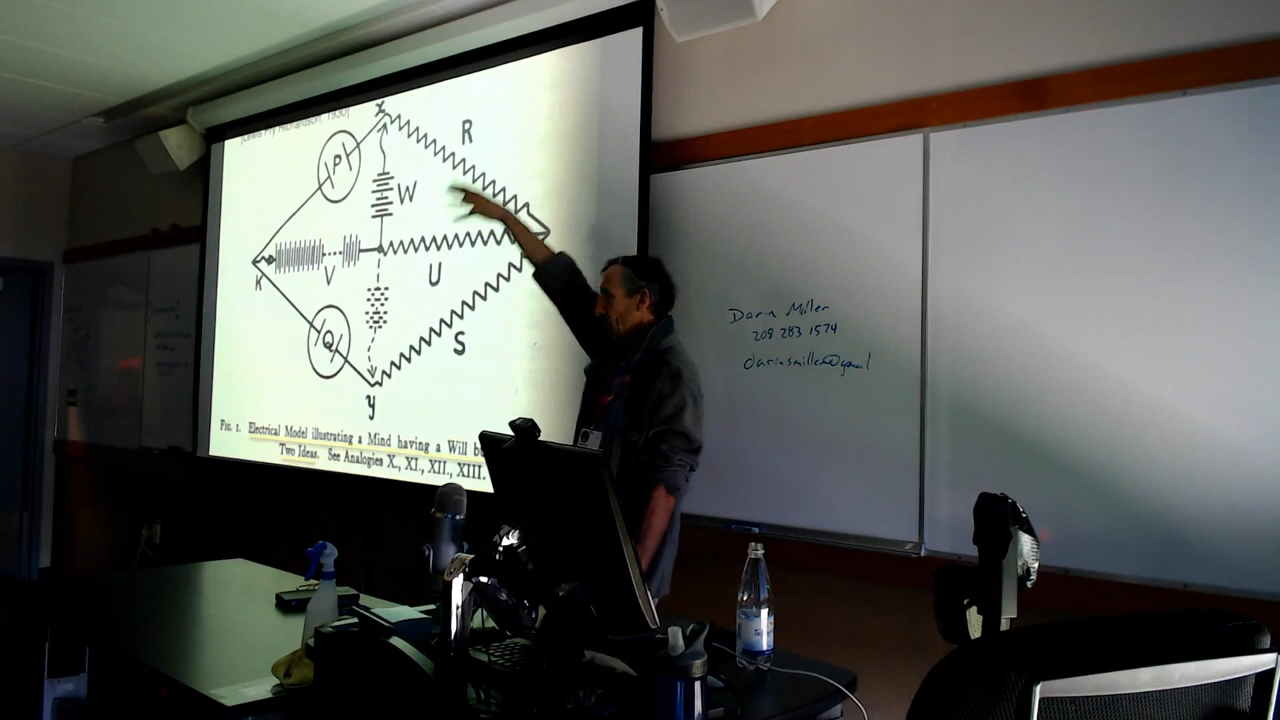 [Lewis Fry Richardson, 1930]
x
R
P
W
K
V
U
Q
S
y
Fig. 1. Electrical Model illustrating a Mind having a Will b
Two Ideas. See Analogies X., XI., XII., XIII.
Darin Miller
208 283 1574